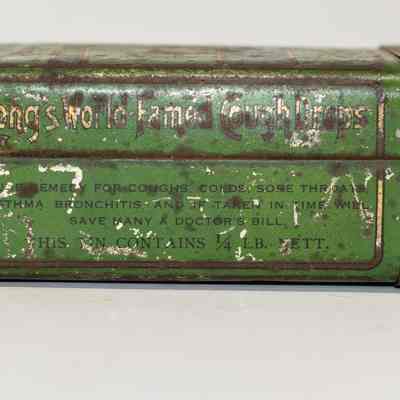 World-Famed Cough Drops
REMEDY FOR COUGHS, COLDS, SORE THROATS
ASTHMA BRONCHITIS AND IF TAKEN IN TIME WILL
SAVE MANY A DOCTOR'S BILL,
THIS TIN CONTAINS ¼ LB. NETT.